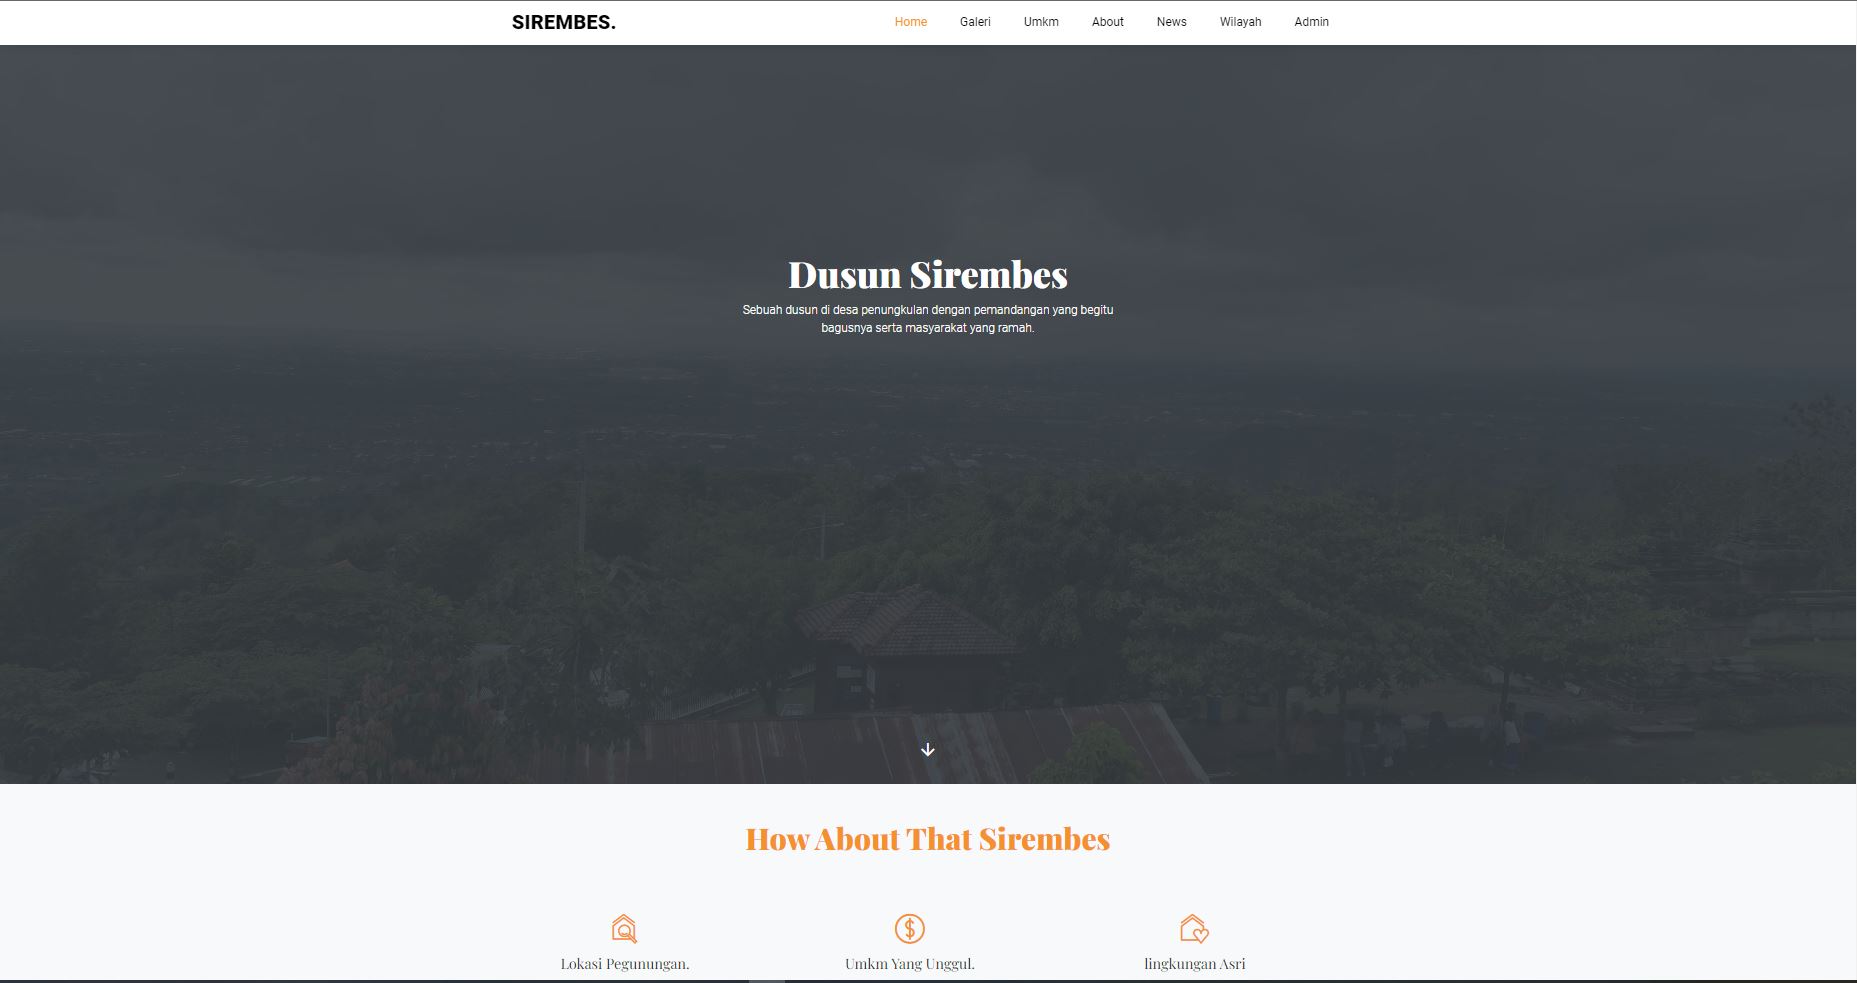 SIREMBES.
Home Galeri Umkm About News Wilayah Admin
Dusun Sirembes
Sebuah dusun di desa penungkulan dengan pemandangan yang begitu
bagusnya serta masyarakat yang ramah.
How About That Sirembes
Lokasi Pegunungan.
Umkm Yang Unggul.
lingkungan Asri